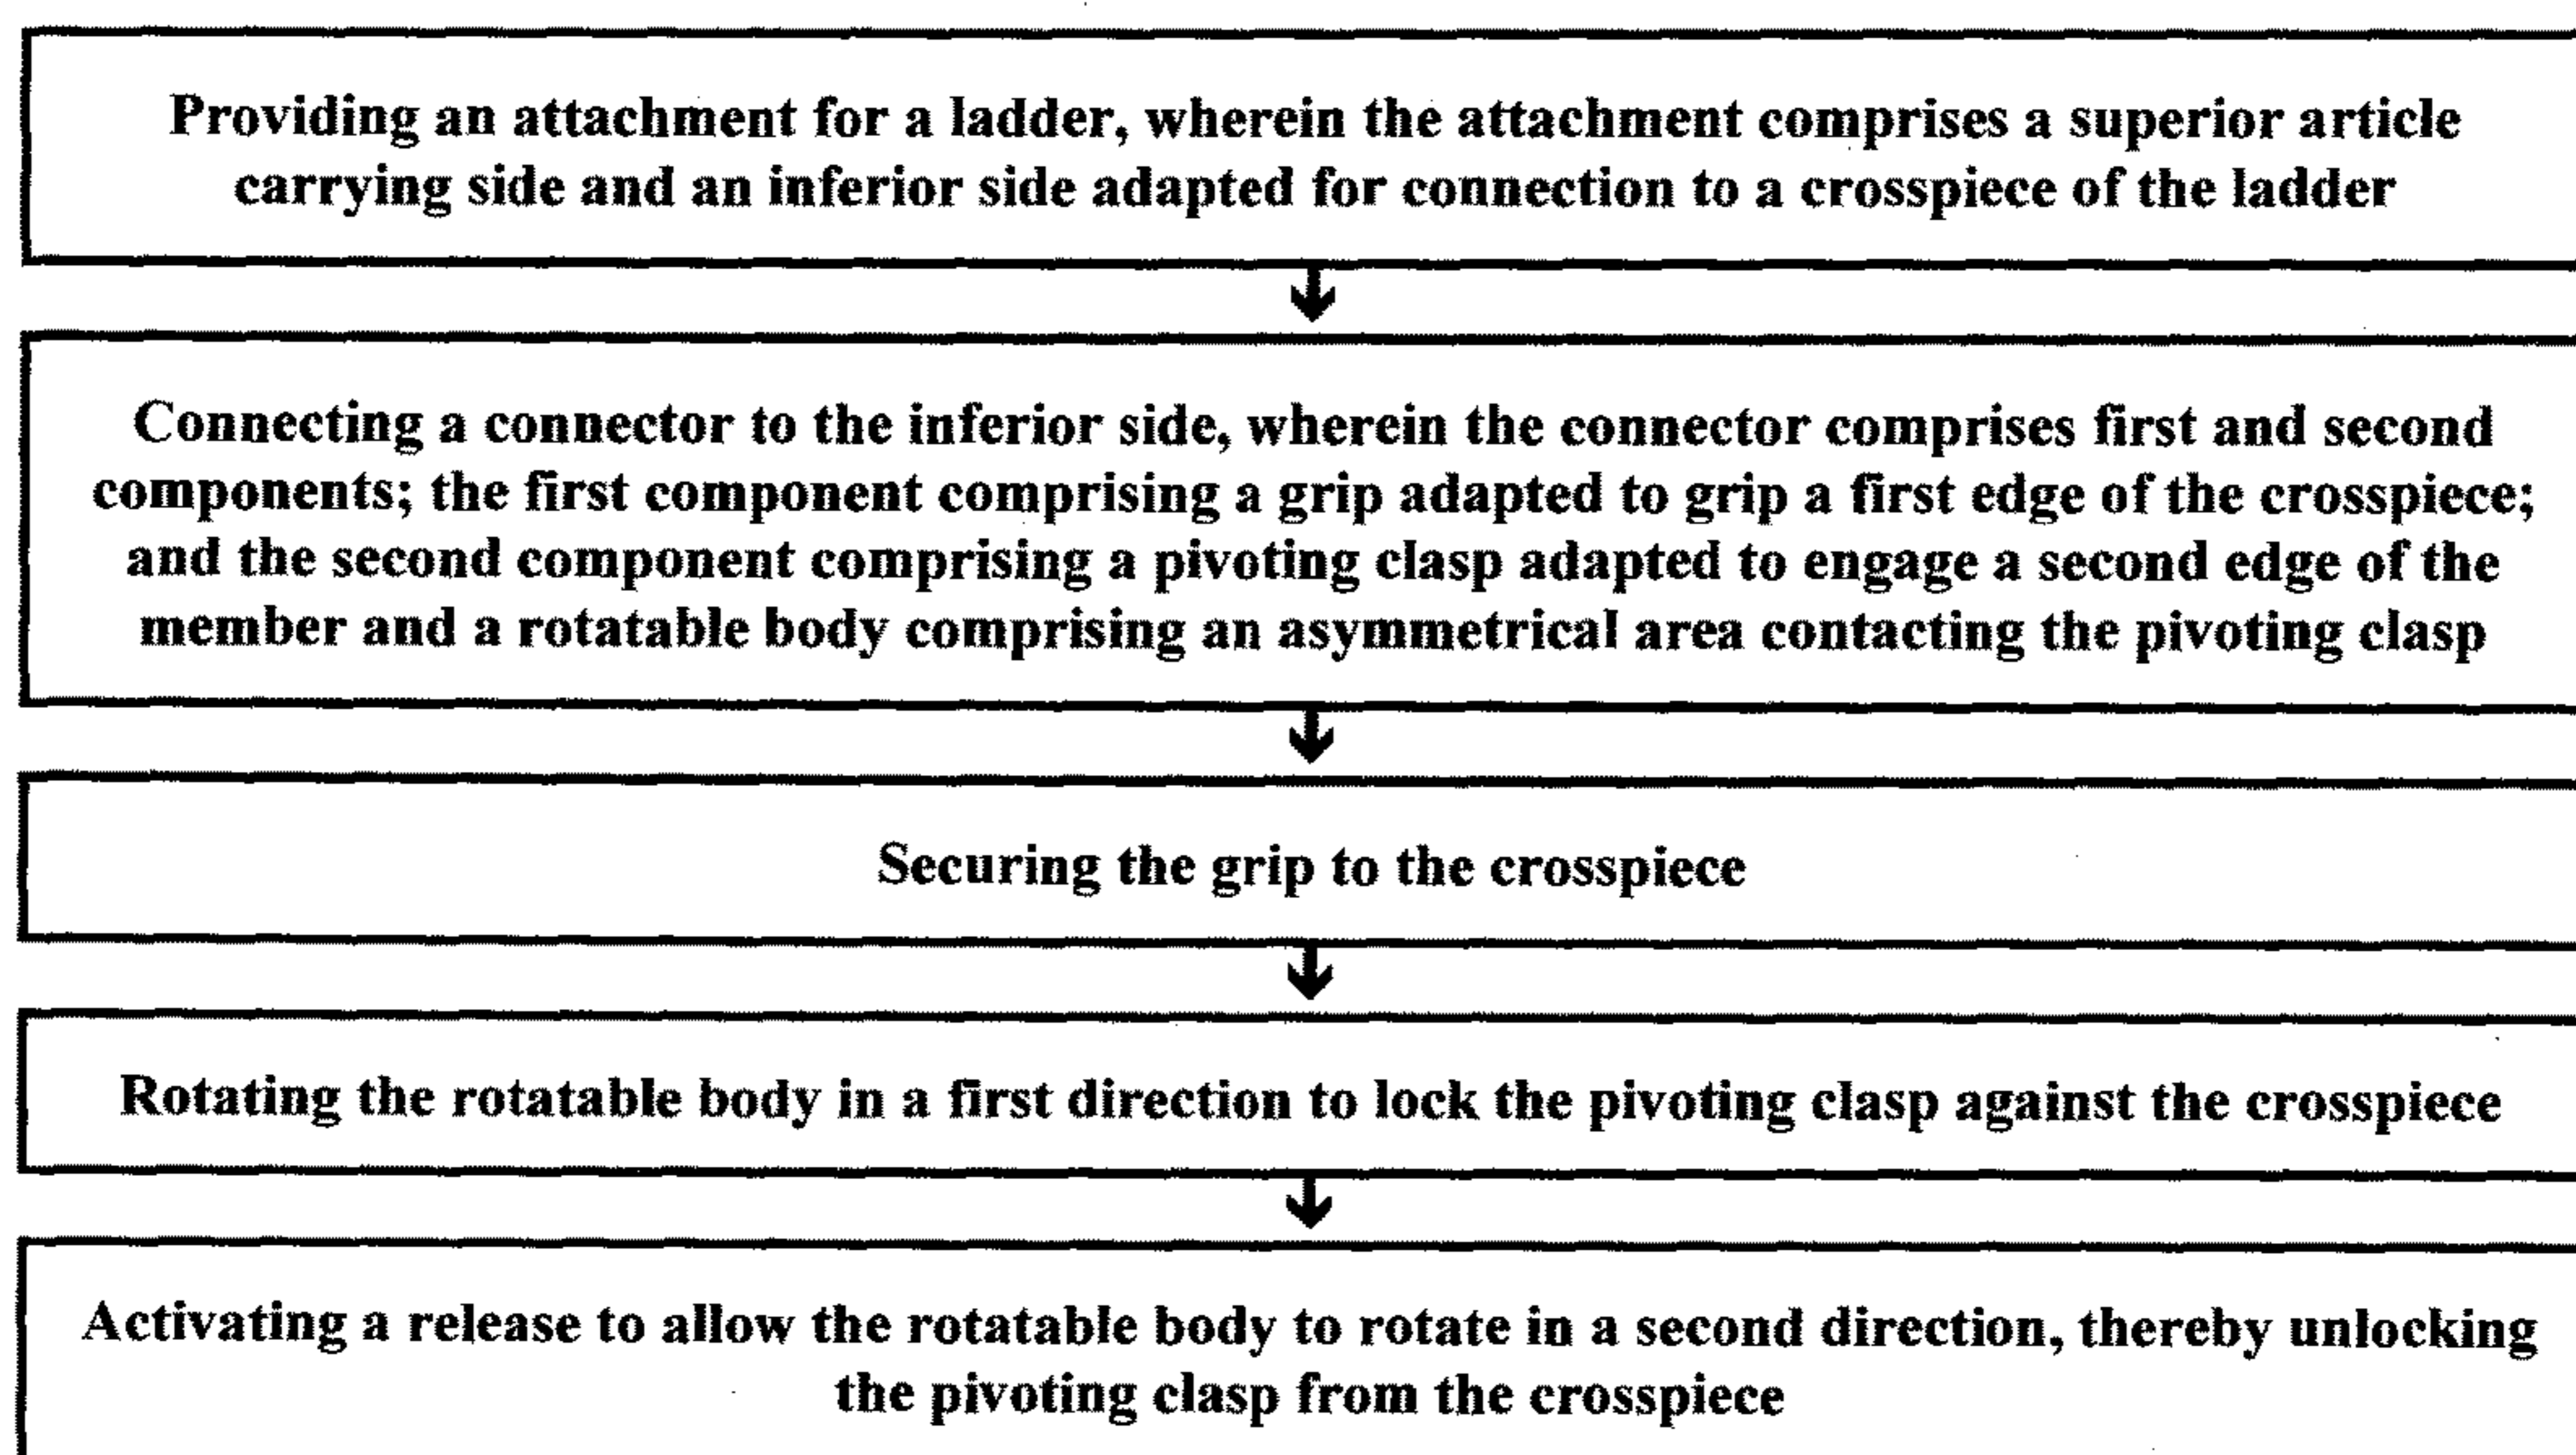 Providing an attachment for a ladder, wherein the attachment comprises a superior article
carrying side and an inferior side adapted for connection to a crosspiece of the ladder
Connecting a connector to the inferior side, wherein the connector comprises first and second
components; the first component comprising a grip adapted to grip a first edge of the crosspiece;
and the second component comprising a pivoting clasp adapted to engage a second edge of the
member and a rotatable body comprising an asymmetrical area contacting the pivoting clasp
Securing the grip to the crosspiece
Rotating the rotatable body in a first direction to lock the pivoting clasp against the crosspiece
Activating a release to allow the rotatable body to rotate in a second direction, thereby unlocking
the pivoting clasp from the crosspiece